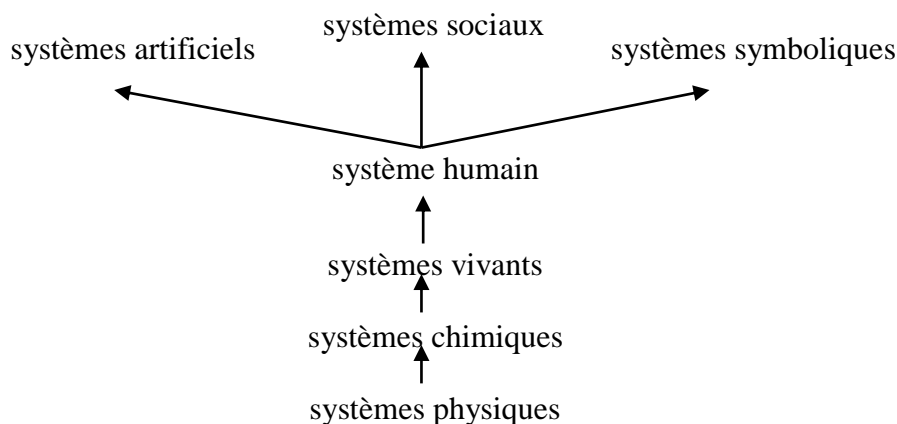 systèmes sociaux
systèmes artificiels
systèmes symboliques
système humain
systèmes vivants
systèmes chimiques
systèmes physiques